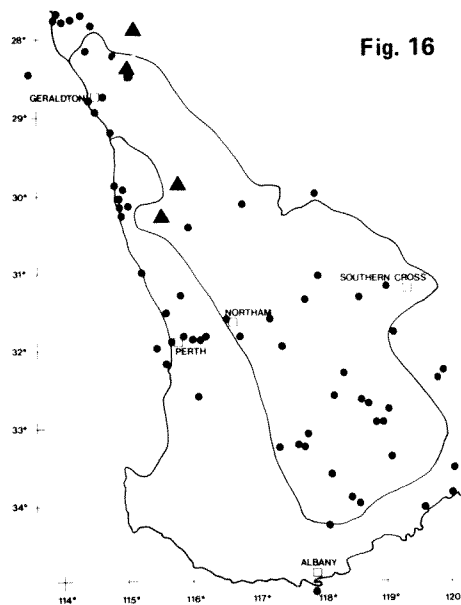 Fig. 16
28°
GERALDTON
29°
30°
31°
SOUTHERN CROSS
NORTHAM
32°
PERTH
33°
34°
ALBANY
114° 115° 116° 117° 118° 119° 120